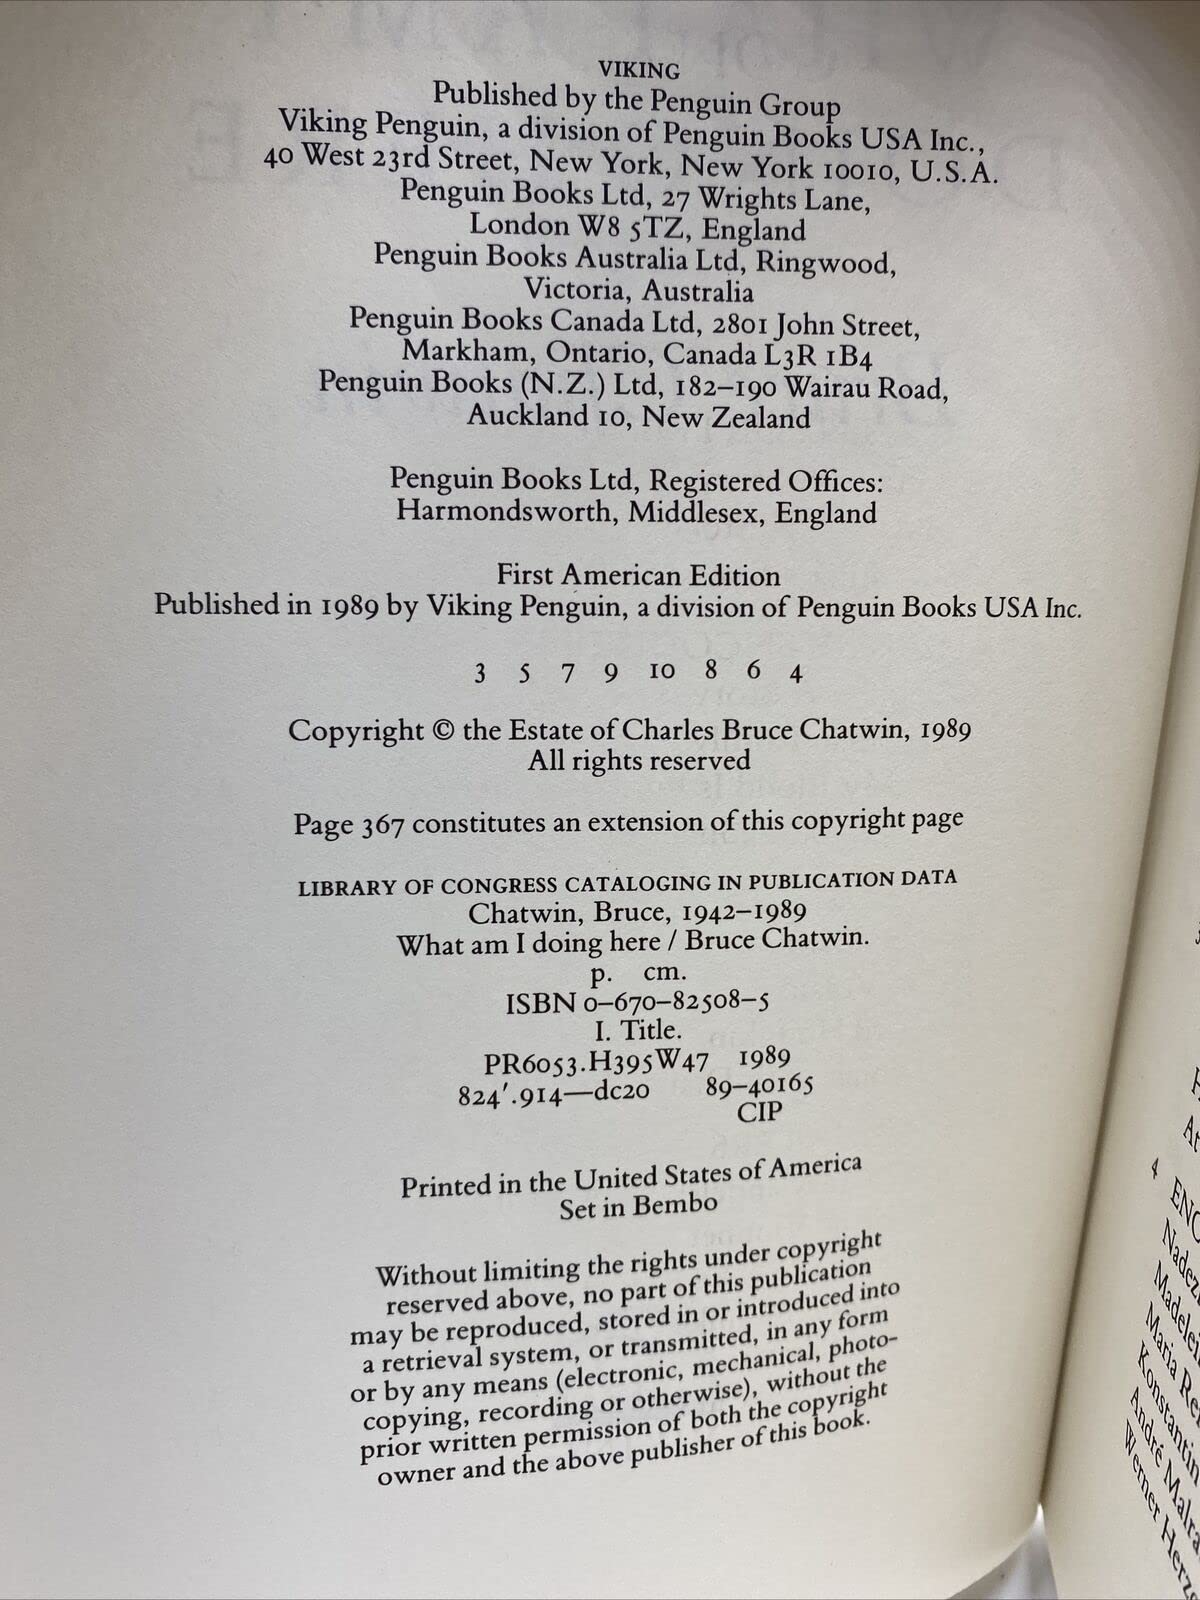 VIKING
Published by the Penguin Group
Viking Penguin, a division of Penguin Books USA Inc.,
40 West 23rd Street, New York, New York 10010, U.S.A.
Penguin Books Ltd, 27 Wrights Lane,
London W8 5TZ, England
Penguin Books Australia Ltd, Ringwood,
Victoria, Australia
Penguin Books Canada Ltd, 2801 John Street,
Markham, Ontario, Canada L3R 1B4
Penguin Books (N.Z.) Ltd, 182–190 Wairau Road,
Auckland 10, New Zealand
Penguin Books Ltd, Registered Offices:
Harmondsworth, Middlesex, England
First American Edition
Published in 1989 by Viking Penguin, a division of Penguin Books USA Inc.
3 5 7 9 10 8 6 4
Copyright © the Estate of Charles Bruce Chatwin, 1989
All rights reserved
Page 367 constitutes an extension of this copyright page
LIBRARY OF CONGRESS CATALOGING IN PUBLICATION DATA
Chatwin, Bruce, 1942–1989
What am I doing here / Bruce Chatwin.
p. cm.
ISBN 0–670–82508–5
I. Title.
PR6053.H395W47 1989
824′.914—dc20 89–40165
CIP
Printed in the United States of America
Set in Bembo
Without limiting the rights under copyright
reserved above, no part of this publication
may be reproduced, stored in or introduced into
a retrieval system, or transmitted, in any form
or by any means (electronic, mechanical, photo-
copying, recording or otherwise), without the
prior written permission of both the copyright
owner and the above publisher of this book.
4
Maria
Konstantin
André
Werner